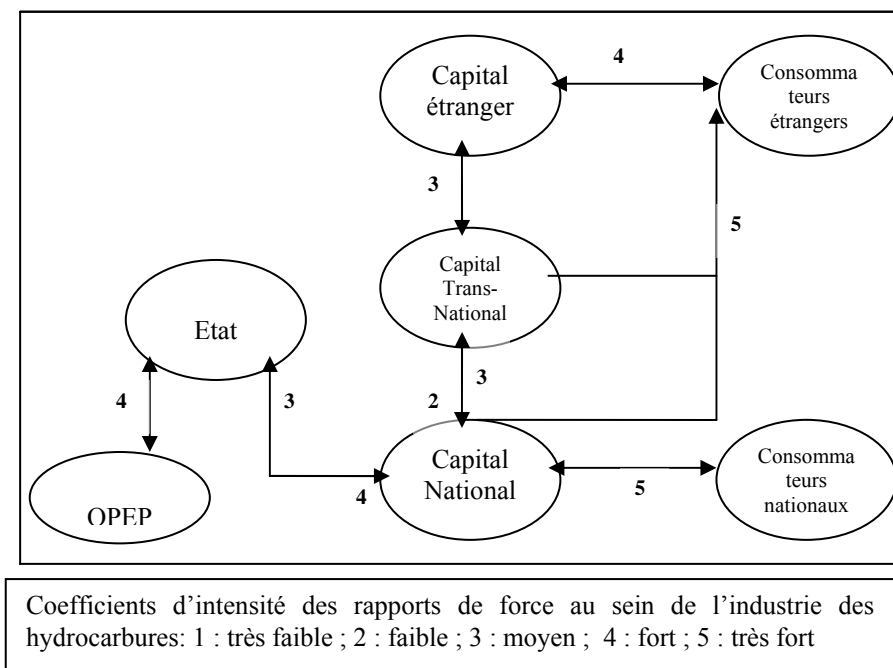 Capital
étranger
4
Consomma
teurs
étrangers
3
5
Capital
Trans-
National
Etat
4
3
3
2
Capital
National
4
5
Consomma
teurs
nationaux
OPEP
Coefficients d'intensité des rapports de force au sein de l'industrie des
hydrocarbures: 1 : très faible ; 2 : faible ; 3 : moyen ; 4 : fort ; 5 : très fort